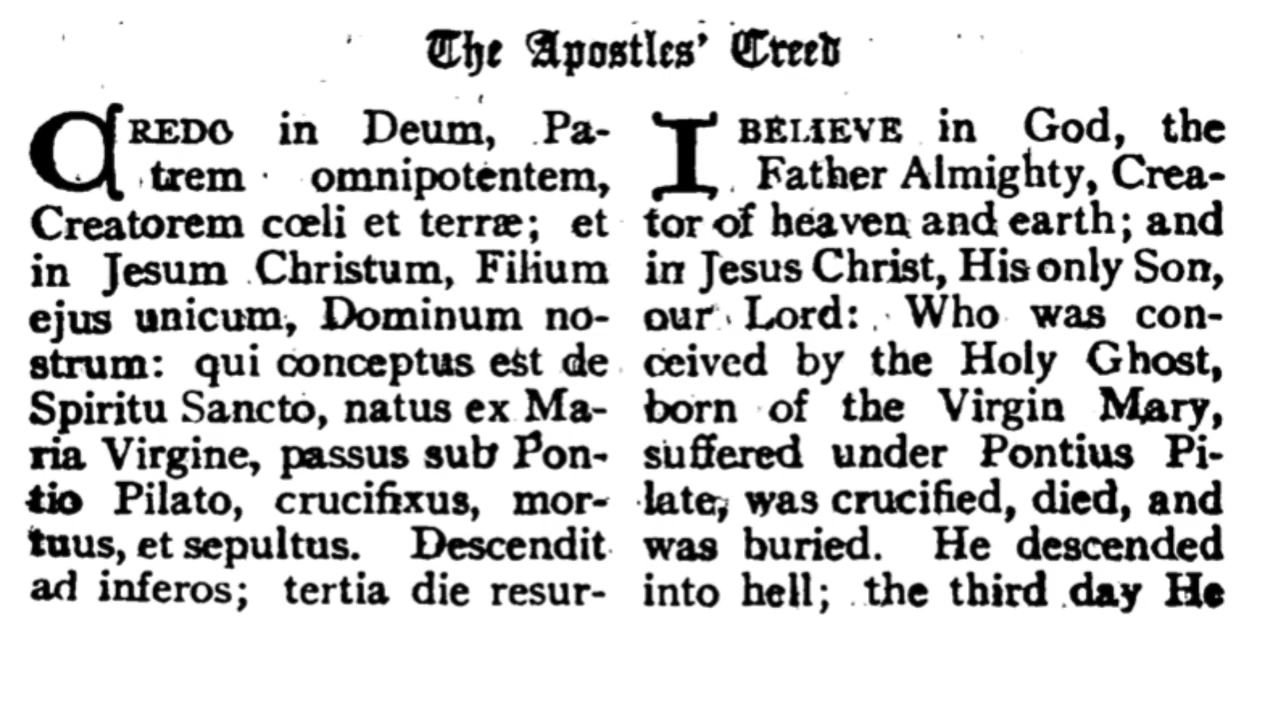 The Apostles' Creed
CREDO in Deum, Pa-
trem omnipotentem,
Creatorem cœli et terræ; et
in Jesum Christum, Filium
ejus unicum, Dominum no-
strum: qui conceptus est de
Spiritu Sancto, natus ex Ma-
ria Virgine, passus sub Pon-
tio Pilato, crucifixus, mor-
tuus, et sepultus. Descendit
ad inferos; tertia die resur-
I BELIEVE in God, the
Father Almighty, Crea-
tor of heaven and earth; and
in Jesus Christ, His only Son,
our Lord: Who was con-
ceived by the Holy Ghost,
born of the Virgin Mary,
suffered under Pontius Pi-
late, was crucified, died, and
was buried. He descended
into hell; the third day He